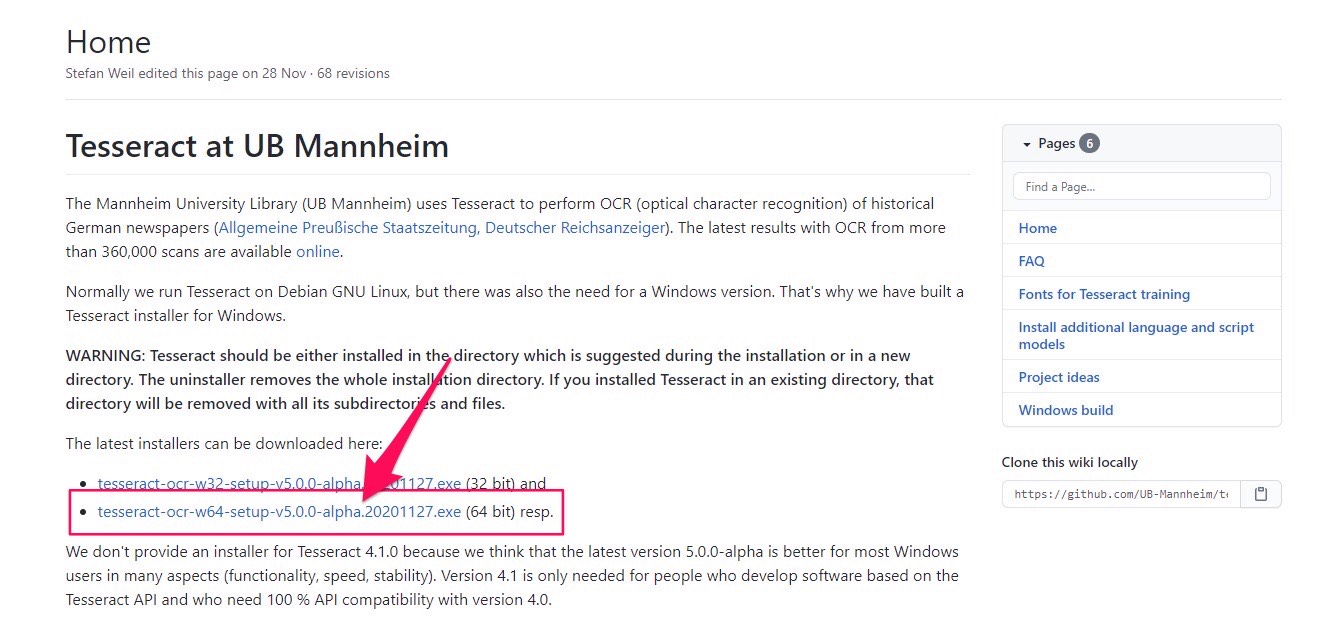 Home
Stefan Weil edited this page on 28 Nov · 68 revisions
Tesseract at UB Mannheim
The Mannheim University Library (UB Mannheim) uses Tesseract to perform OCR (optical character recognition) of historical
German newspapers (Allgemeine Preußische Staatszeitung, Deutscher Reichsanzeiger). The latest results with OCR from more
than 360,000 scans are available online.
Normally we run Tesseract on Debian GNU Linux, but there was also the need for a Windows version. That's why we have built a
Tesseract installer for Windows.
WARNING: Tesseract should be either installed in the directory which is suggested during the installation or in a new
directory. The uninstaller removes the whole installation directory. If you installed Tesseract in an existing directory, that
directory will be removed with all its subdirectories and files.
The latest installers can be downloaded here:
• tesseract-ocr-w32-setup-v5.0.0-alpha.20201127.exe (32 bit) and
• tesseract-ocr-w64-setup-v5.0.0-alpha.20201127.exe (64 bit) resp.
We don't provide an installer for Tesseract 4.1.0 because we think that the latest version 5.0.0-alpha is better for most Windows
users in many aspects (functionality, speed, stability). Version 4.1 is only needed for people who develop software based on the
Tesseract API and who need 100 % API compatibility with version 4.0.
Pages 6
Find a Page...
Home
FAQ
Fonts for Tesseract training
Install additional language and script
models
Project ideas
Windows build
Clone this wiki locally
https://github.com/UB-Mannheim/te